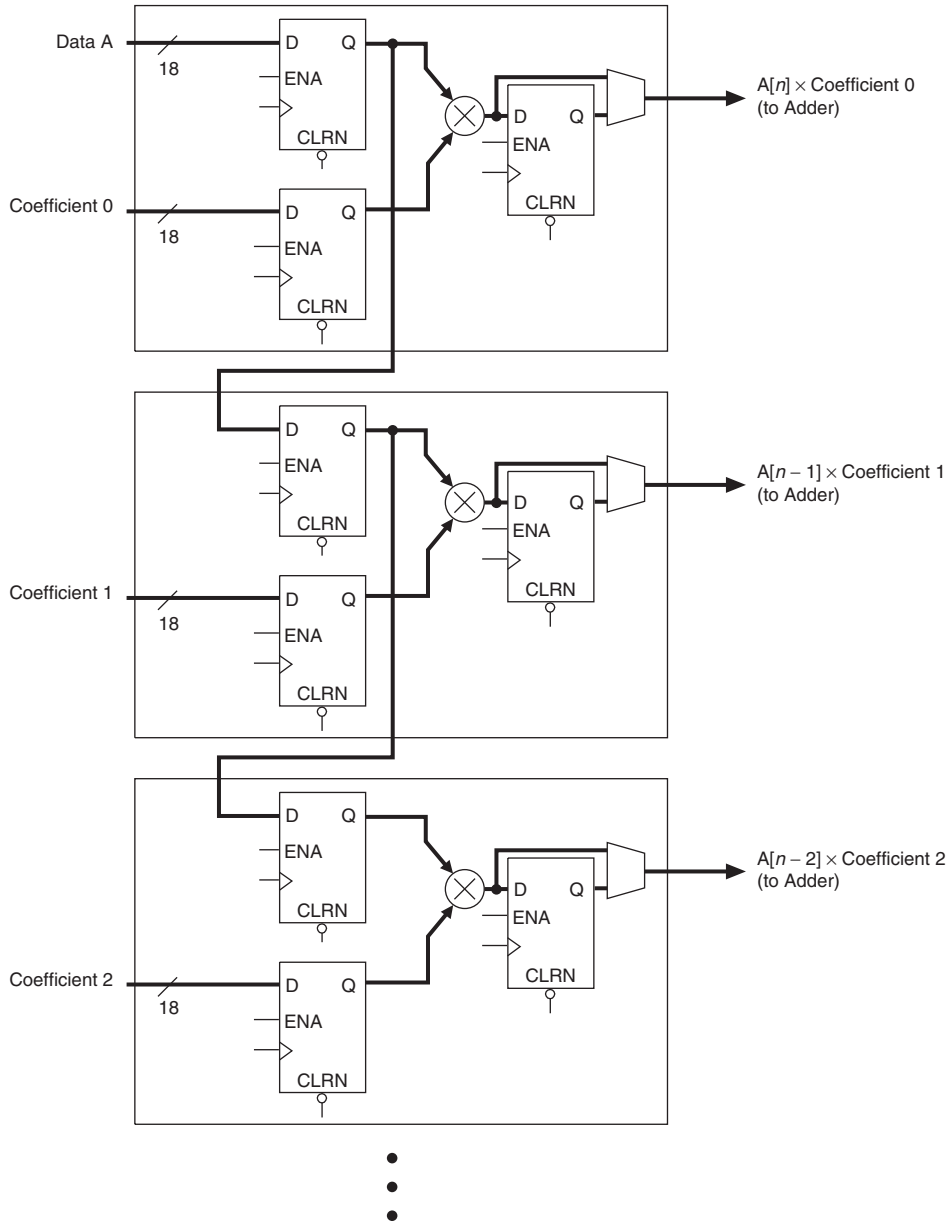 Data A
18
D Q
ENA
CLRN
D Q
ENA
CLRN
A[n] × Coefficient 0
(to Adder)
Coefficient 0
18
D Q
ENA
CLRN
D Q
ENA
CLRN
D Q
ENA
CLRN
A[n – 1] × Coefficient 1
(to Adder)
Coefficient 1
18
D Q
ENA
CLRN
D Q
ENA
CLRN
D Q
ENA
CLRN
A[n – 2] × Coefficient 2
(to Adder)
Coefficient 2
18
D Q
ENA
CLRN